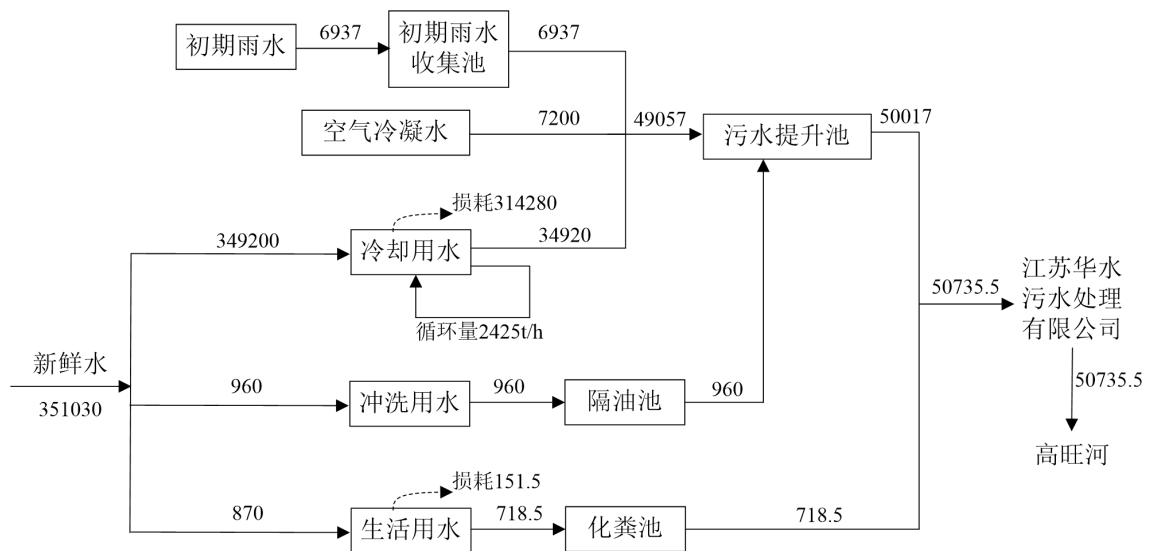 初期雨水
6937
初期雨水
收集池
6937
空气冷凝水
7200
49057
污水提升池
50017
损耗314280
349200
冷却用水
34920
循环量2425t/h
江苏华水
污水处理
有限公司
50735.5
新鲜水
351030
960
冲洗用水
960
隔油池
960
50735.5
高旺河
损耗151.5
870
生活用水
718.5
化粪池
718.5